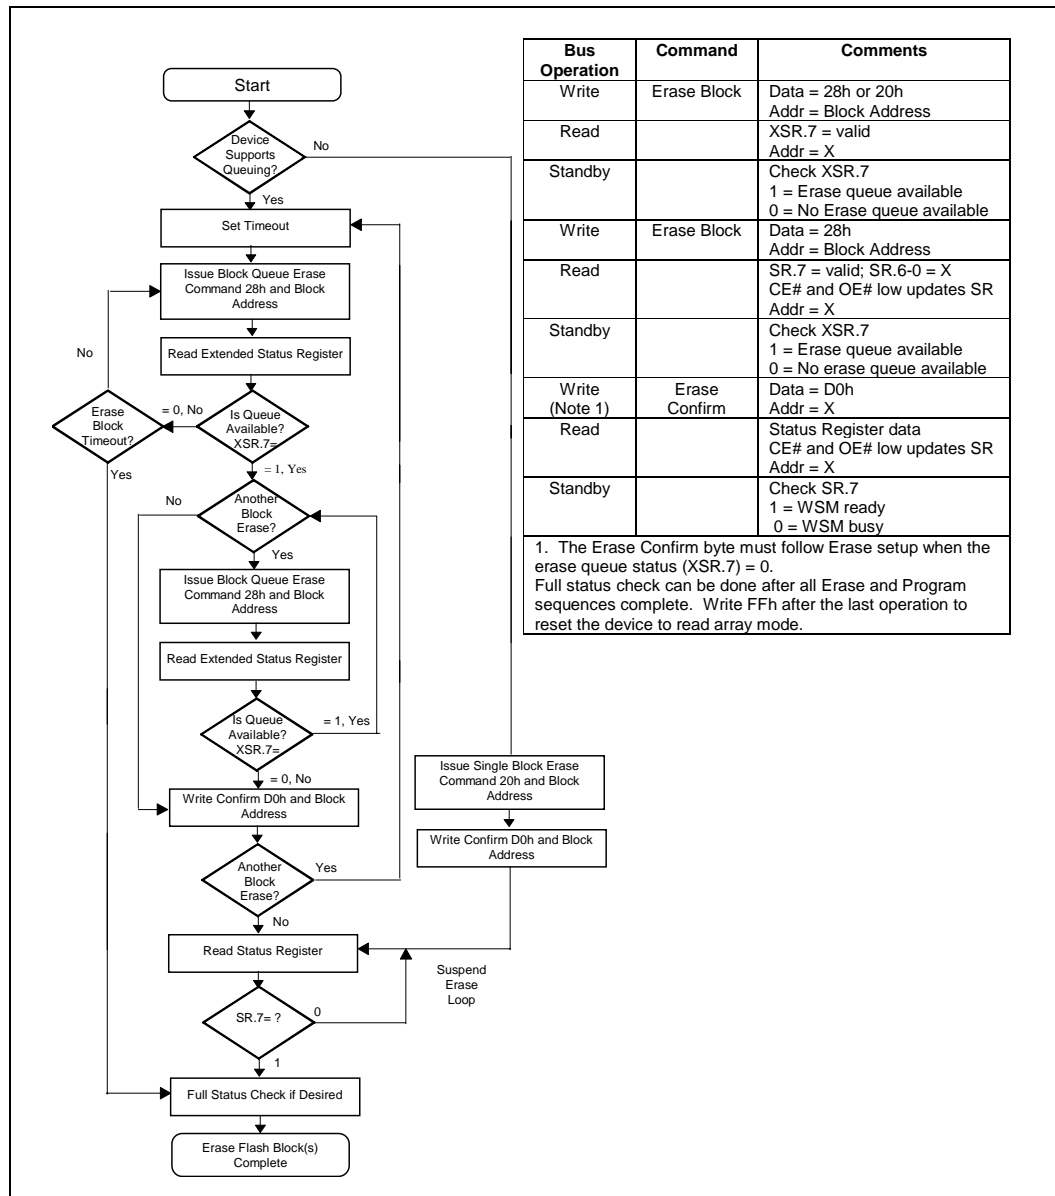 Start
Device
Supports
Queuing?
No
Yes
Set Timeout
Issue Block Queue Erase
Command 28h and Block
Address
No
Read Extended Status Register
Erase
Block
Timeout?
= 0, No
Is Queue
Available?
XSR.7=
Yes
= 1, Yes
No
Another
Block
Erase?
Yes
Issue Block Queue Erase
Command 28h and Block
Address
Read Extended Status Register
Is Queue
Available?
XSR.7=
= 1, Yes
= 0, No
Write Confirm D0h and Block
Address
Another
Block
Erase?
Yes
No
Issue Single Block Erase
Command 20h and Block
Address
Write Confirm D0h and Block
Address
Read Status Register
Suspend
Erase
Loop
SR.7= ?
0
1
Full Status Check if Desired
Erase Flash Block(s)
Complete
Bus Command Comments
Operation
Write Erase Block Data = 28h or 20h
Addr = Block Address
Read XSR.7 = valid
Addr = X
Standby Check XSR.7
1 = Erase queue available
0 = No Erase queue available
Write Erase Block Data = 28h
Addr = Block Address
Read SR.7 = valid; SR.6-0 = X
CE# and OE# low updates SR
Addr = X
Standby Check XSR.7
1 = Erase queue available
0 = No erase queue available
Write Erase Data = D0h
(Note 1) Confirm Addr = X
Read Status Register data
CE# and OE# low updates SR
Addr = X
Standby Check SR.7
1 = WSM ready
0 = WSM busy
1. The Erase Confirm byte must follow Erase setup when the
erase queue status (XSR.7) = 0.
Full status check can be done after all Erase and Program
sequences complete. Write FFh after the last operation to
reset the device to read array mode.